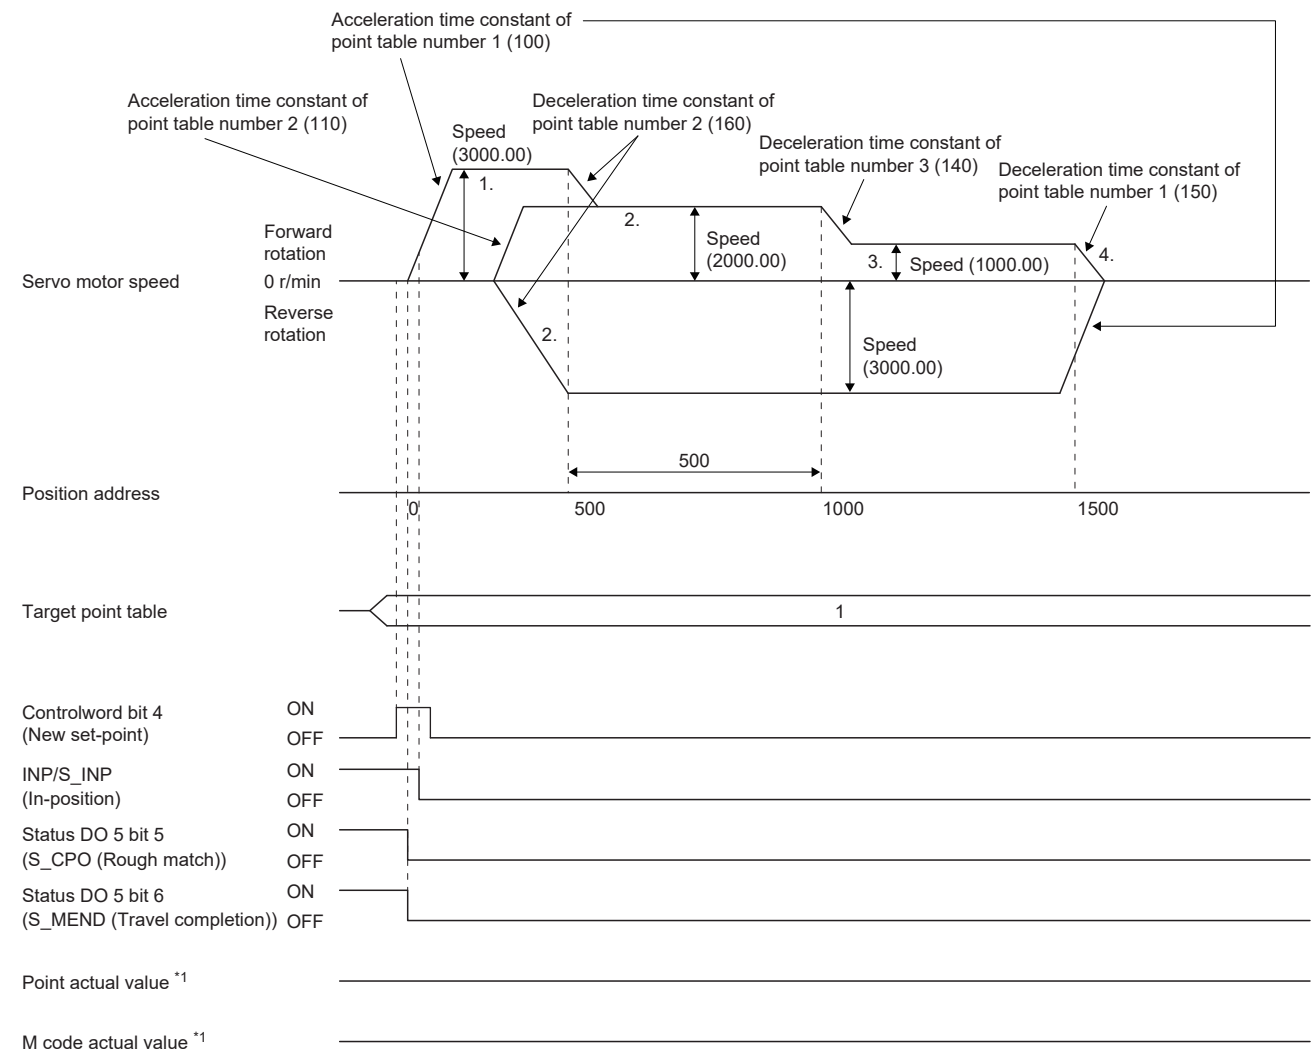 Acceleration time constant of
point table number 1 (100)
Acceleration time constant of
point table number 2 (110)
Deceleration time constant of
point table number 2 (160)
Speed
(3000.00)
Deceleration time constant of
point table number 3 (140)
Deceleration time constant of
point table number 1 (150)
1.
2.
Speed
(2000.00)
3.
Speed (1000.00)
4.
Forward
rotation
Servo motor speed
0 r/min
Reverse
rotation
2.
Speed
(3000.00)
500
Position address
0
500
1000
1500
Target point table
1
Controlword bit 4
(New set-point)
ON
OFF
INP/S_INP
(In-position)
ON
OFF
Status DO 5 bit 5
(S_CPO (Rough match))
ON
OFF
Status DO 5 bit 6
(S_MEND (Travel completion))
ON
OFF
Point actual value *1
M code actual value *1